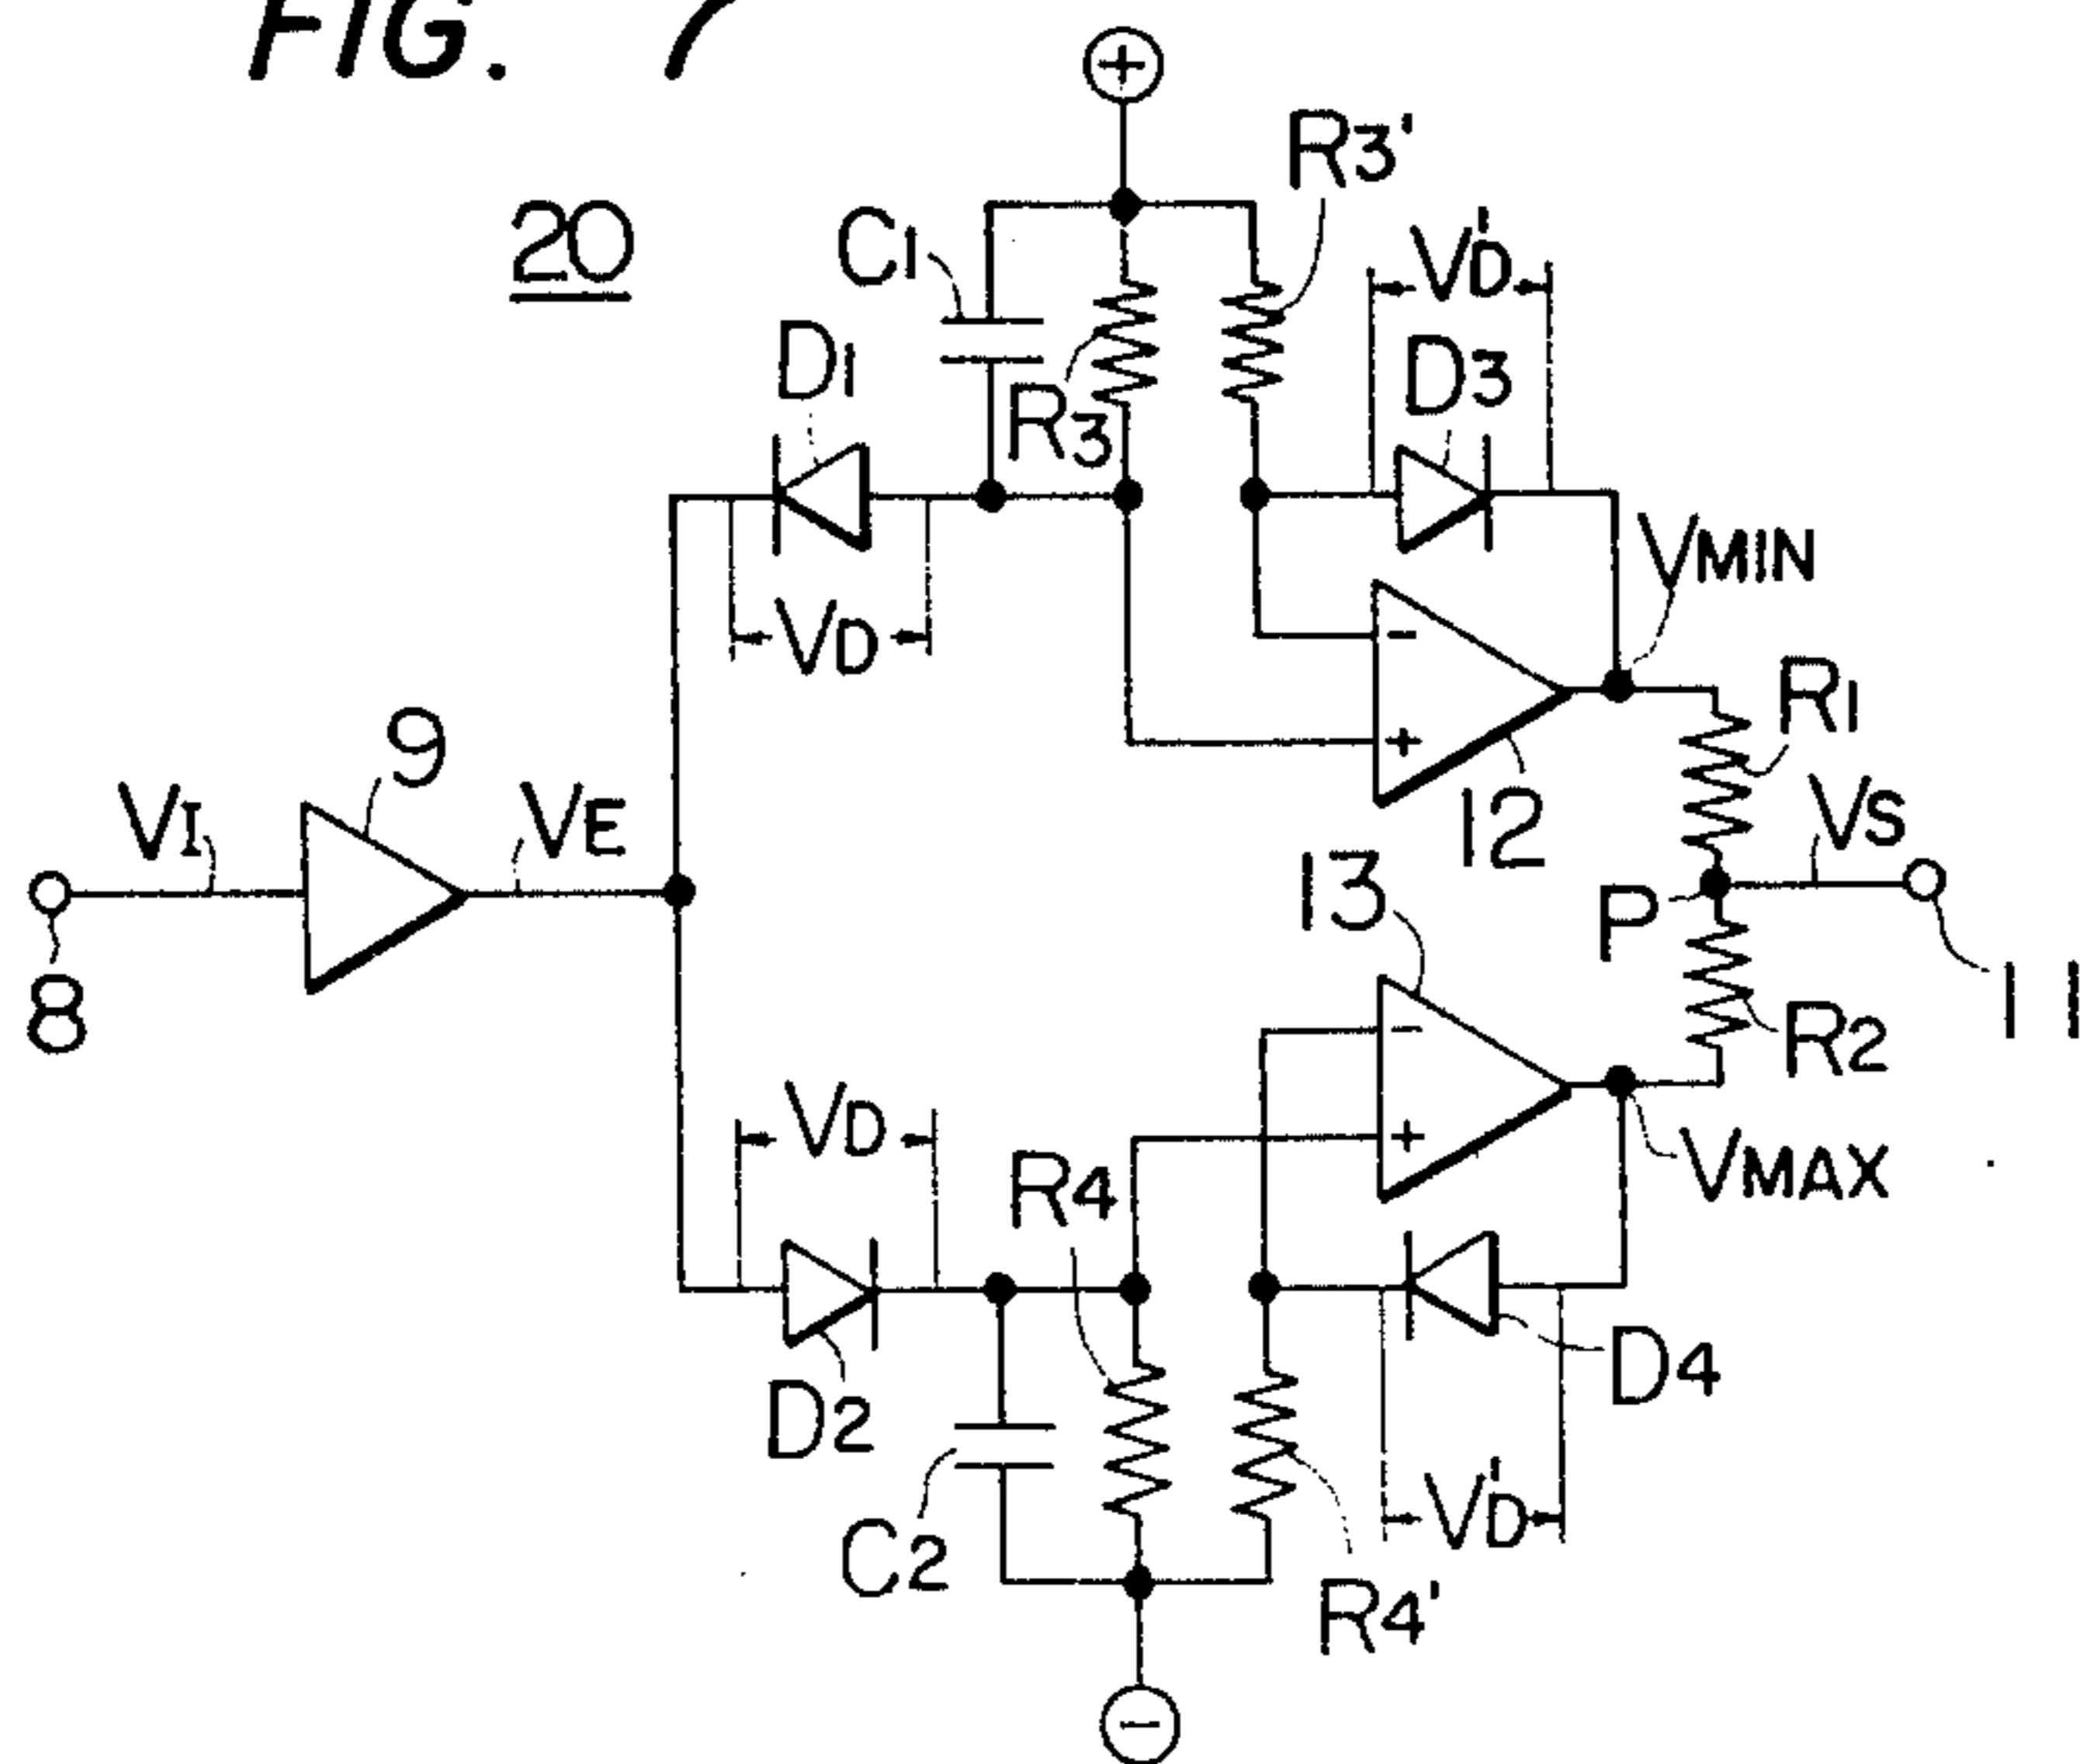 FIG. 7
20
+
R3'
C1
V'D
D1
D3
R3
VMIN
VD
-
R1
9
+
VI
VE
12
VS
13
P
8
-
11
R2
VD
+
R4
VMAX
D2
D4
C2
V'D
R4'
-